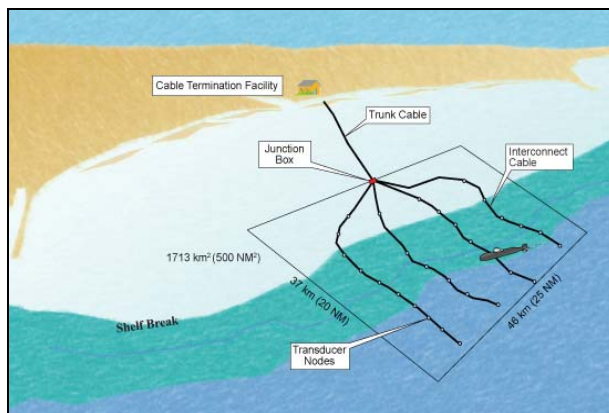 Cable Termination Facility
Trunk Cable
Junction
Box
Interconnect
Cable
1713 km² (500 NM²)
37 km (20 NM)
46 km (25 NM)
Shelf Break
Transducer
Nodes